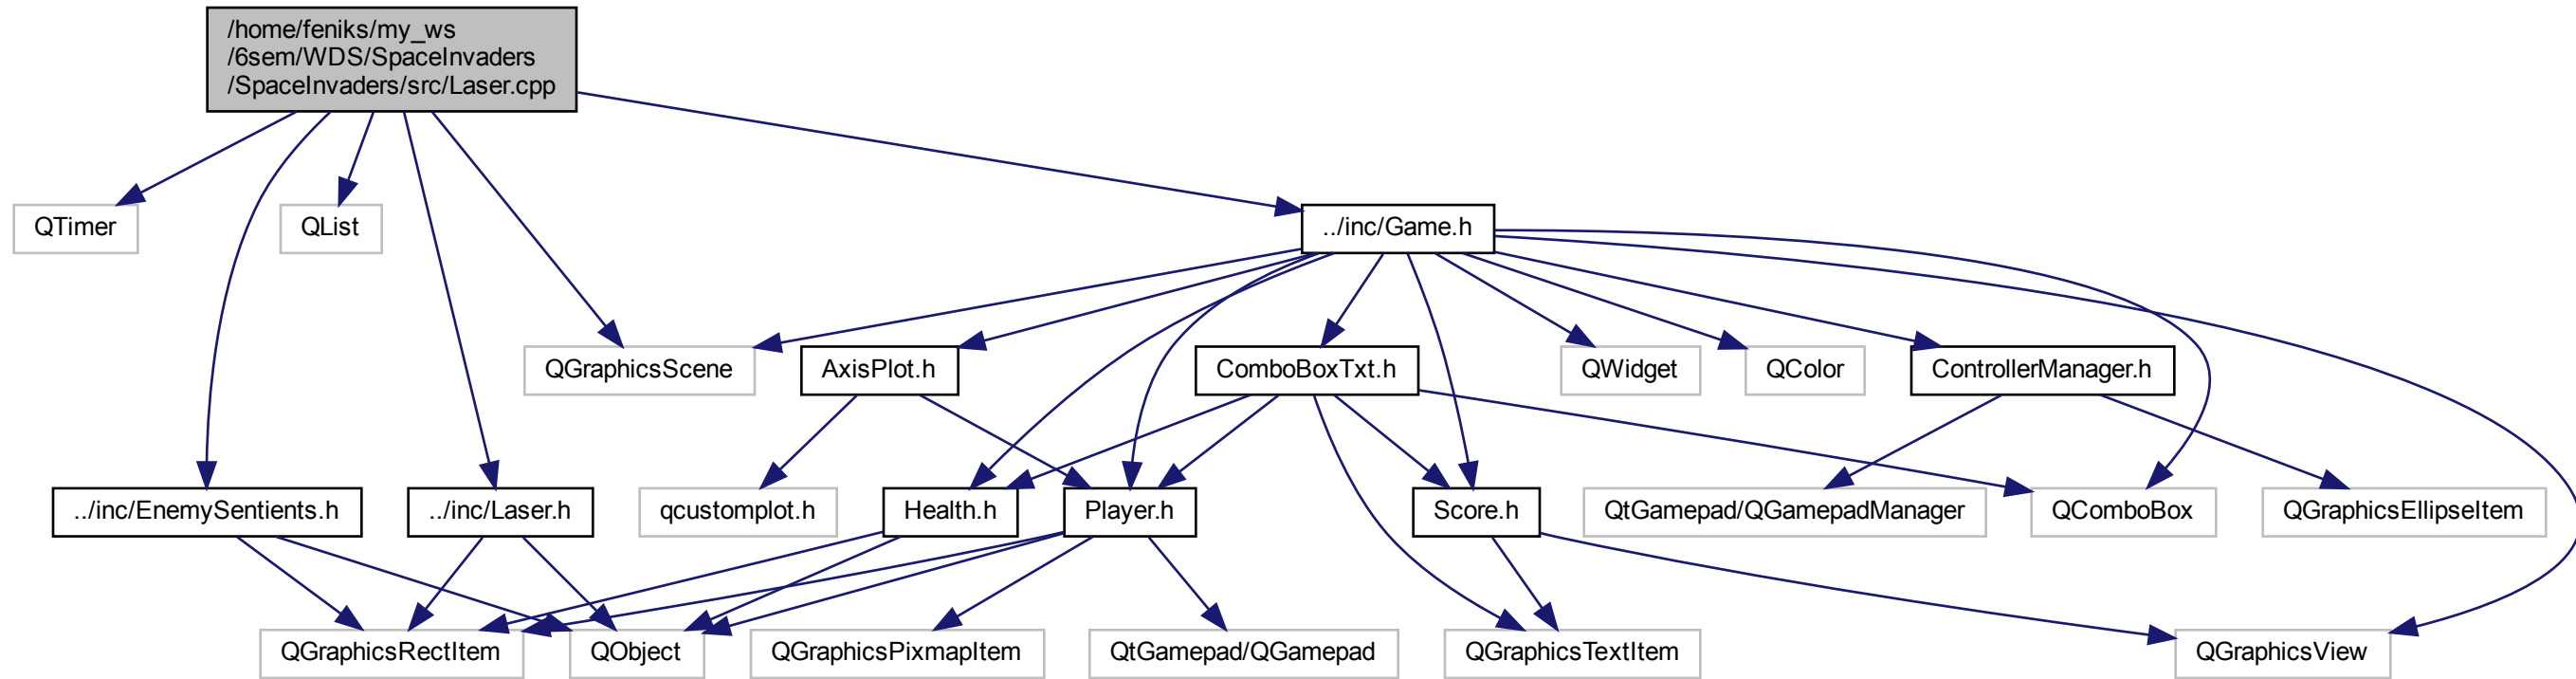 /home/feniks/my_ws
/6sem/WDS/SpaceInvaders
/SpaceInvaders/src/Laser.cpp
QTimer
QList
../inc/Game.h
QGraphicsScene
AxisPlot.h
ComboBoxTxt.h
QWidget
QColor
ControllerManager.h
../inc/EnemySentients.h
../inc/Laser.h
qcustomplot.h
Health.h
Player.h
Score.h
QtGamepad/QGamepadManager
QComboBox
QGraphicsEllipseItem
QGraphicsRectItem
QObject
QGraphicsPixmapItem
QtGamepad/QGamepad
QGraphicsTextItem
QGraphicsView